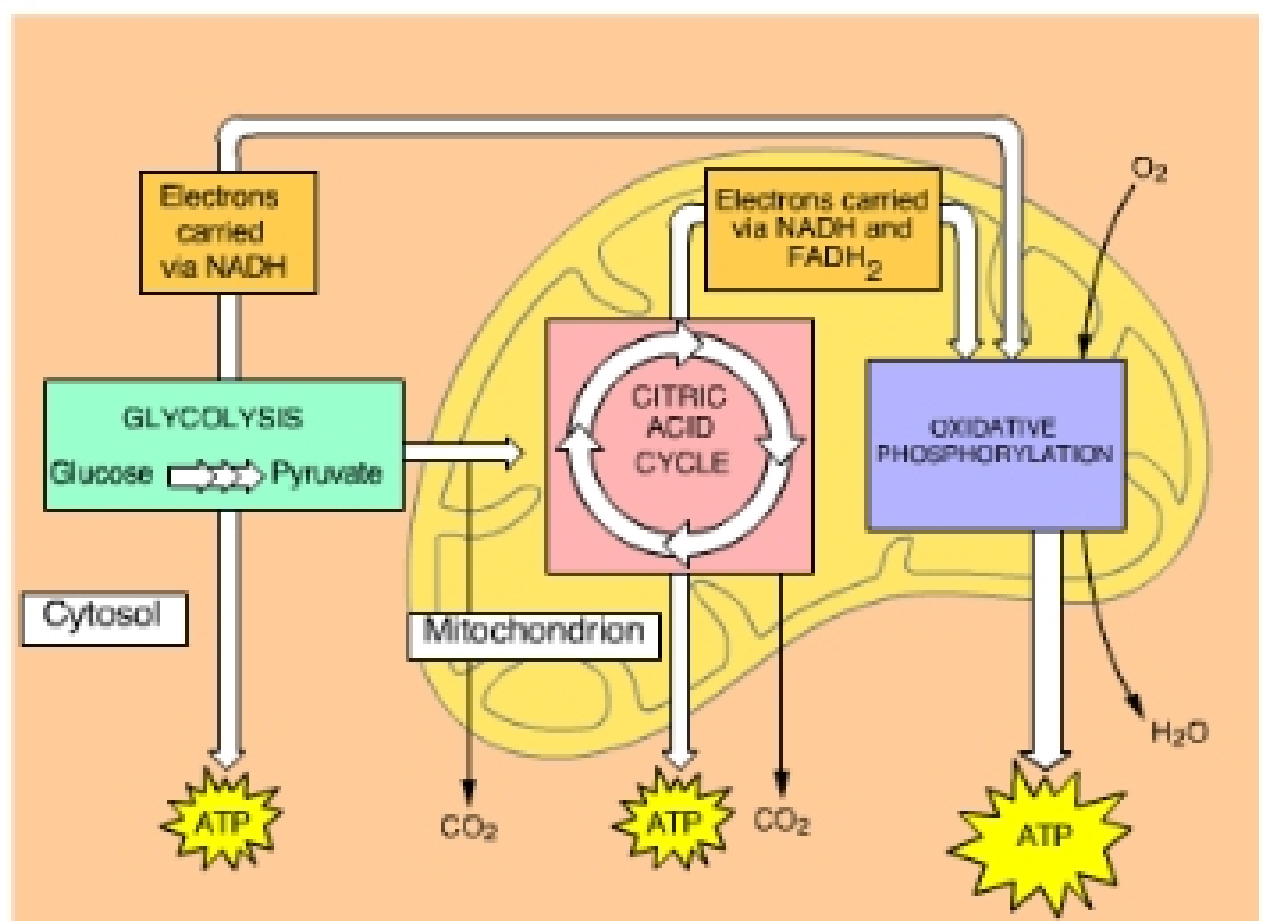 Electrons
carried
via NADH
Electrons carried
via NADH and
FADH2
O2
GLYCOLYSIS
Glucose Pyruvate
CITRIC
ACID
CYCLE
OXIDATIVE
PHOSPHORYLATION
Cytosol
Mitochondrion
H2O
ATP
CO2
ATP
CO2
ATP